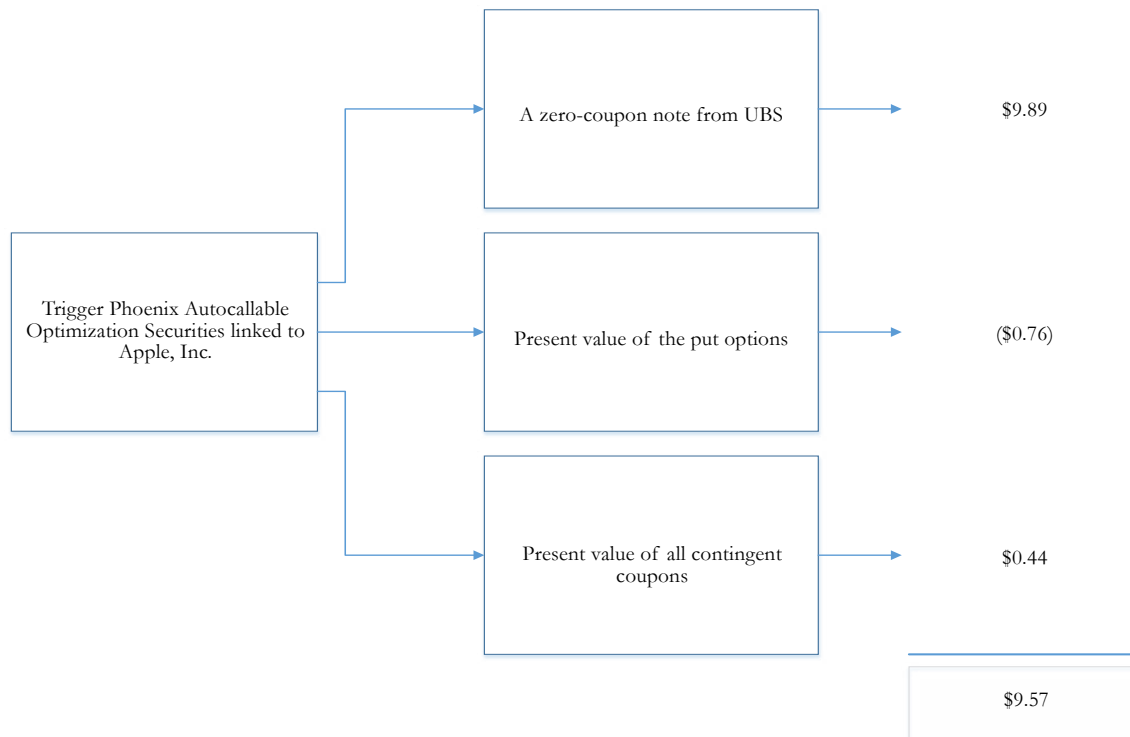 A zero-coupon note from UBS
$9.89
Trigger Phoenix Autocallable
Optimization Securities linked to
Apple, Inc.
Present value of the put options
($0.76)
Present value of all contingent
coupons
$0.44
$9.57